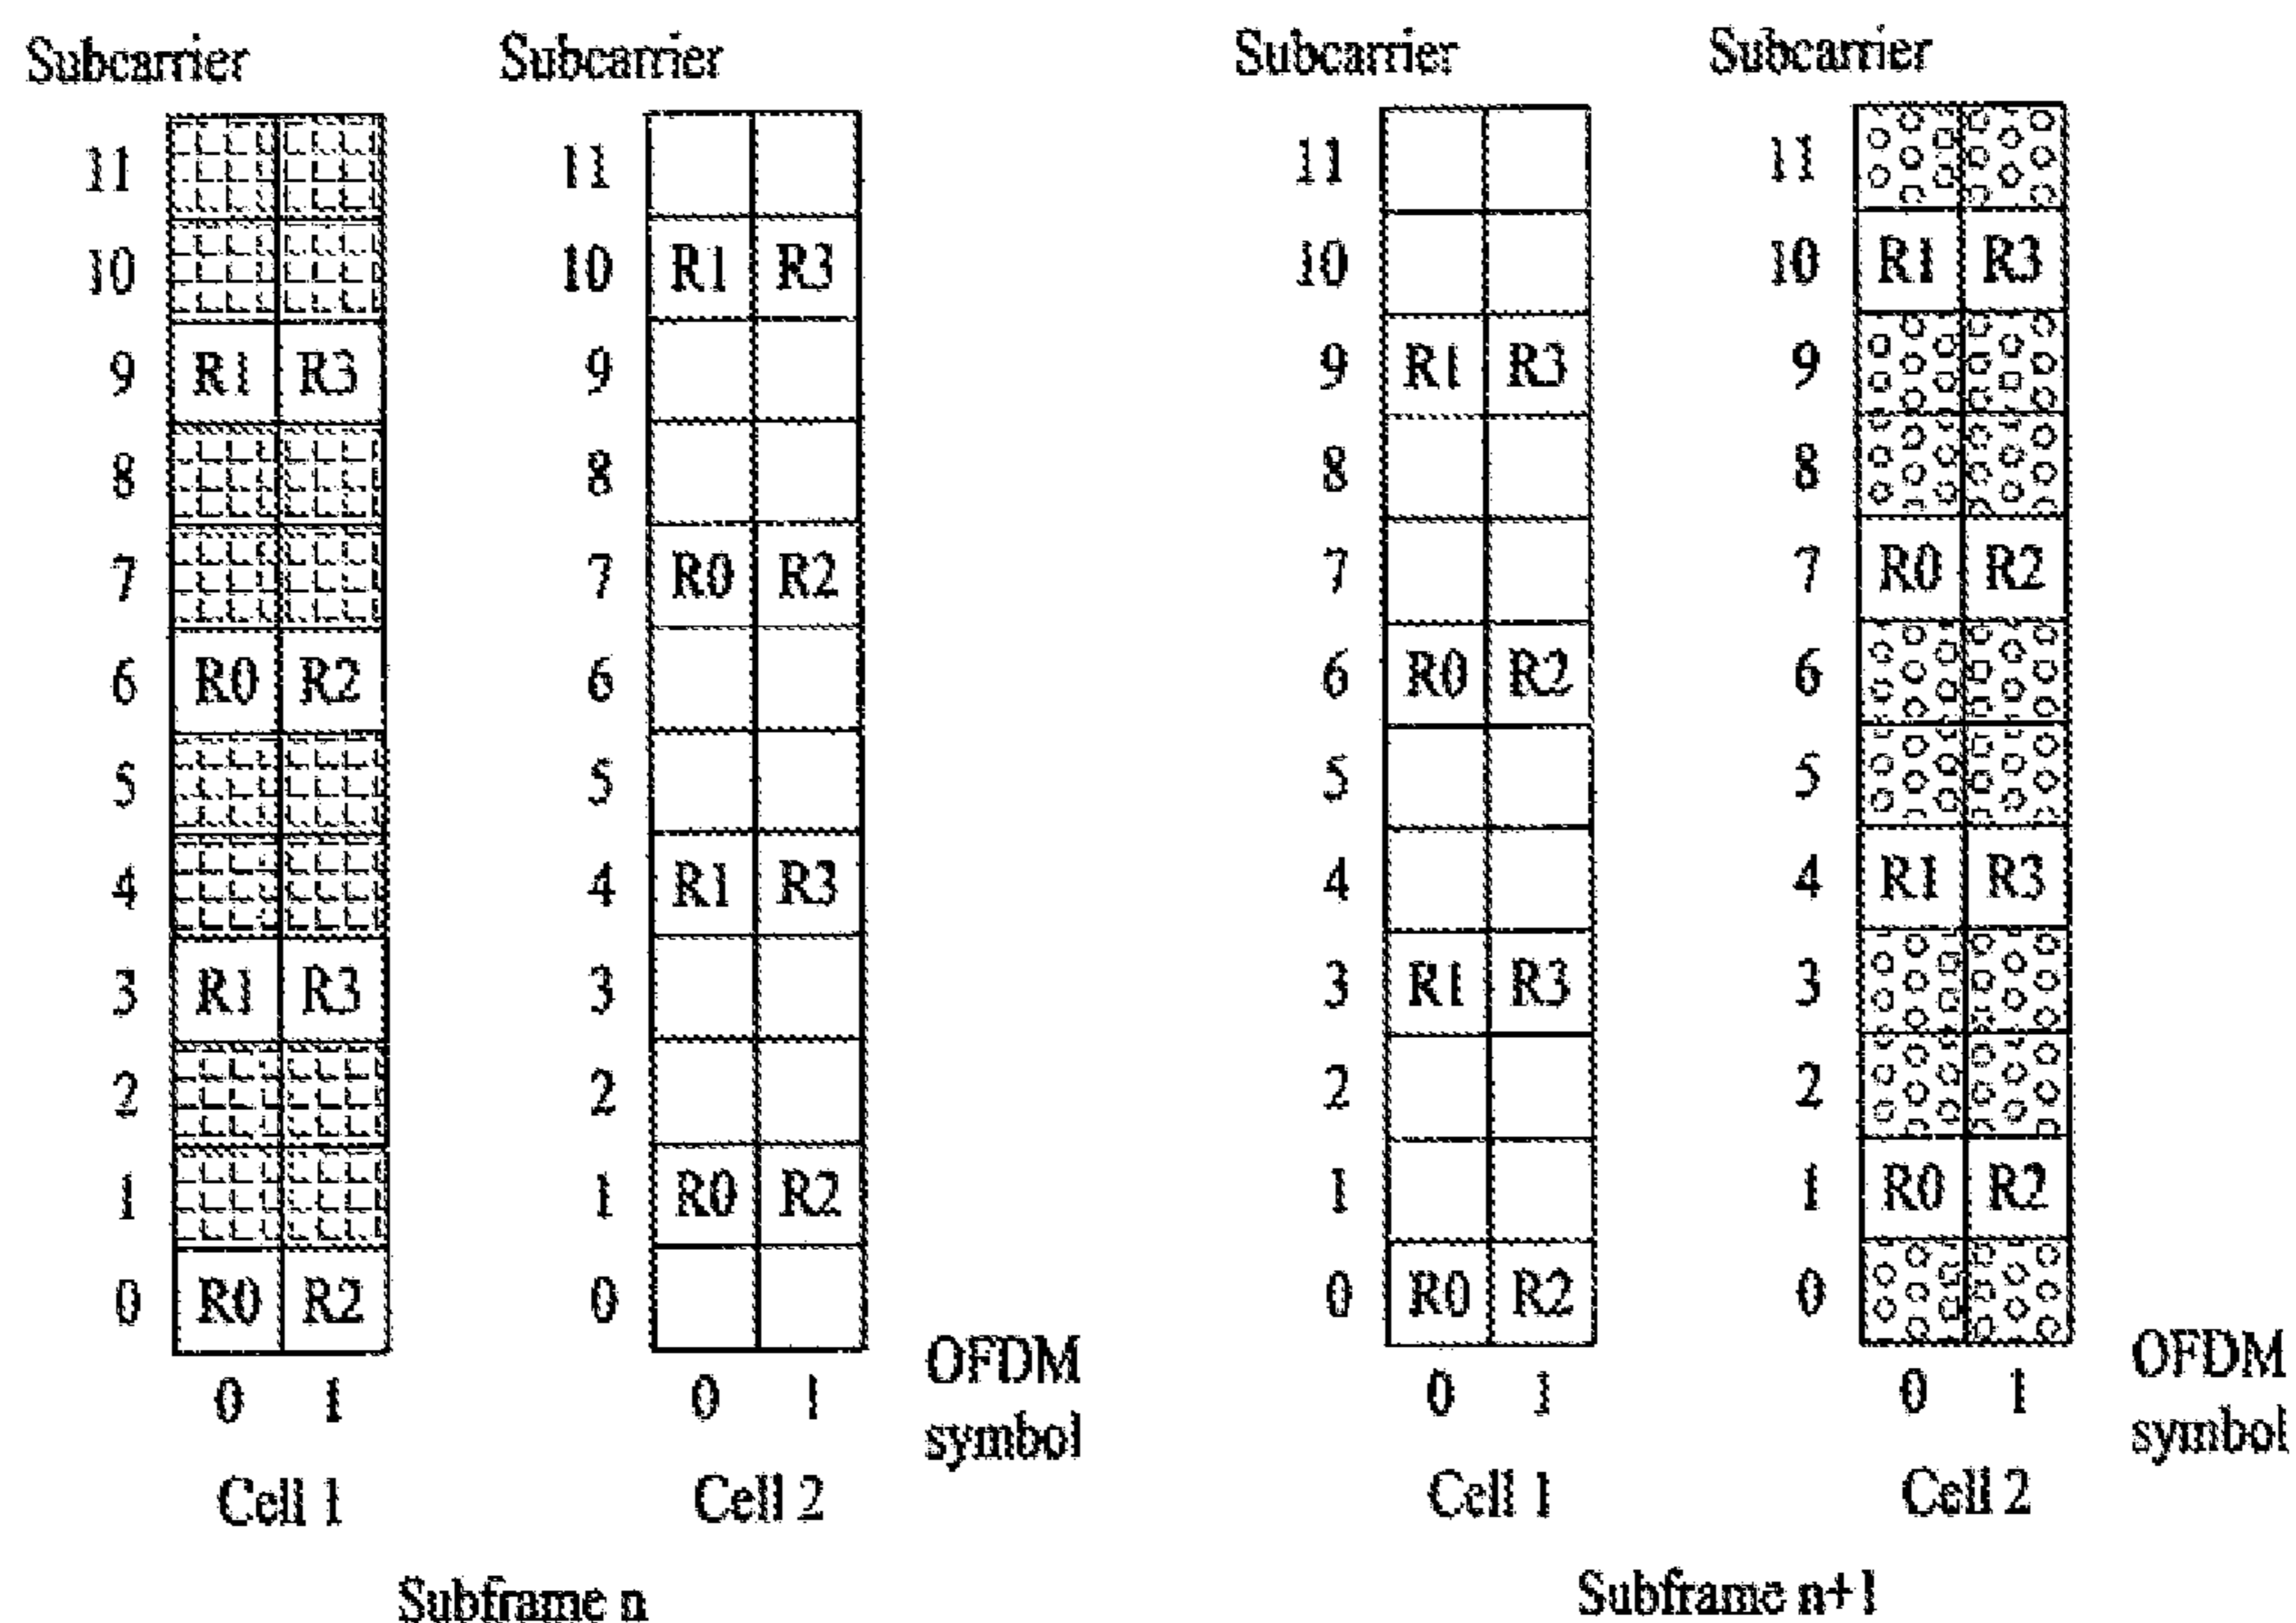 Subcarrier Subcarrier Subcarrier Subcarrier
11 11 11 11
10 R1 R3 10 10 R1 R3 10
9 R1 R3 9 9 R1 R3 9
8 8 8 8
7 7 R0 R2 7 7 R0 R2
6 R0 R2 6 6 R0 R2 6
5 5 5 5
4 4 R1 R3 4 4 R1 R3
3 R1 R3 3 3 R1 R3 3
2 2 2 2
1 1 R0 R2 1 1 R0 R2
0 R0 R2 0 0 R0 R2 0
0 1 0 1 OFDM symbol 0 1 0 1 OFDM symbol
Cell 1 Cell 2 Cell 1 Cell 2
Subframe n Subframe n+1